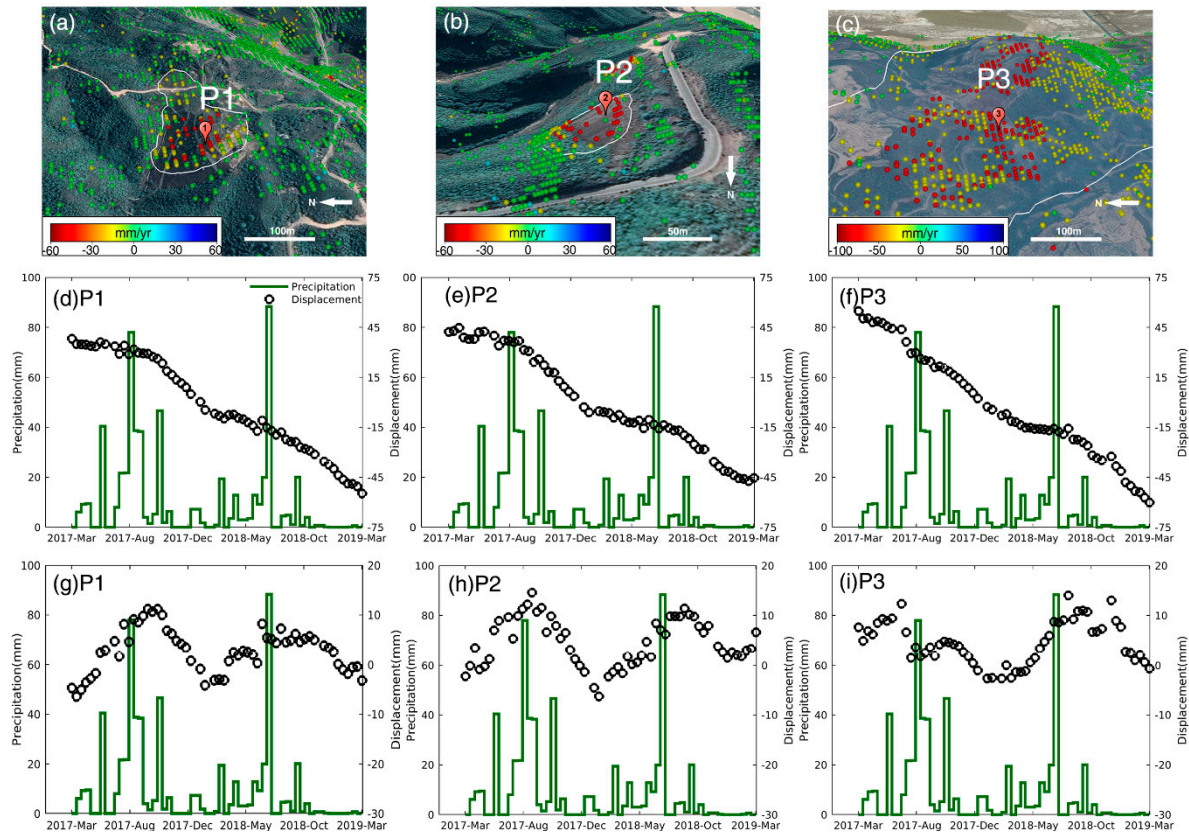 (a) (b) (c)
P1 P2 P3
1 2 3
N N N
mm/yr mm/yr mm/yr
-60 -30 0 30 60 -60 -30 0 30 60 -100 -50 0 50 100
100m 50m 100m
(d)P1 (e)P2 (f)P3
Precipitation
Displacement
100 75 00 75 100 75
80 45 80 45 80 45
60 15 60 15 60 15
40 -15 40 -15 40 -15
20 -45 20 -45 20 -45
0 -75 0 -75 0 -75
Precipitation(mm) Displacement(mm) Precipitation(mm) Displacement(mm) Precipitation(mm) Displacement(mm)
2017-Mar 2017-Aug 2017-Dec 2018-May 2018-Oct 2019-Mar 2017-Mar 2017-Aug 2017-Dec 2018-May 2018-Oct 2019-Mar 2017-Mar 2017-Aug 2017-Dec 2018-May 2018-Oct 2019-Mar
(g)P1 (h)P2 (i)P3
100 20 100 20 100 20
80 10 80 10 80 10
60 0 60 0 60 0
40 -10 40 -10 40 -10
20 -20 20 -20 20 -20
0 -30 0 -30 0 -30
Precipitation(mm) Displacement(mm) Precipitation(mm) Displacement(mm) Precipitation(mm) Displacement(mm)
2017-Mar 2017-Aug 2017-Dec 2018-May 2018-Oct 2019-Mar 2017-Mar 2017-Aug 2017-Dec 2018-May 2018-Oct 2019-Mar 2017-Mar 2017-Aug 2017-Dec 2018-May 2018-Oct 2019-Mar